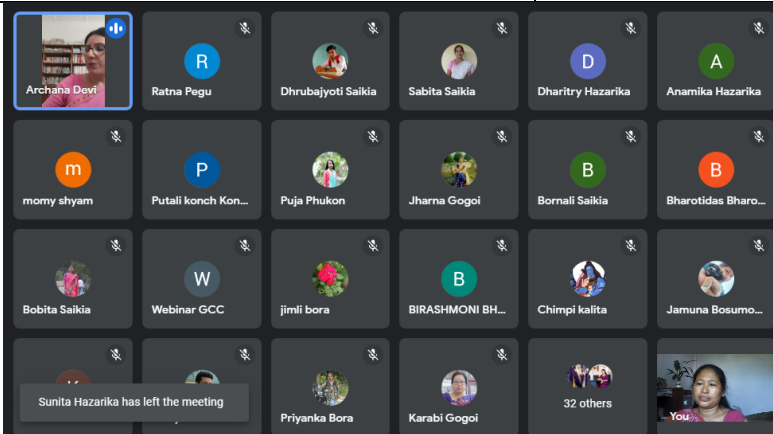 Archana Devi
R
Ratna Pegu
Dhrubajyoti Saikia
Sabita Saikia
D
Dharitry Hazarika
A
Anamika Hazarika
m
momy shyam
P
Putali konch Kon...
Puja Phukon
Jharna Gogoi
B
Bornali Saikia
B
Bharotidas Bharo...
Bobita Saikia
W
Webinar GCC
jimli bora
B
BIRASHMONI BH...
Chimpi kalita
Jamuna Bosumo...
Sunita Hazarika has left the meeting
Priyanka Bora
Karabi Gogoi
32 others
You